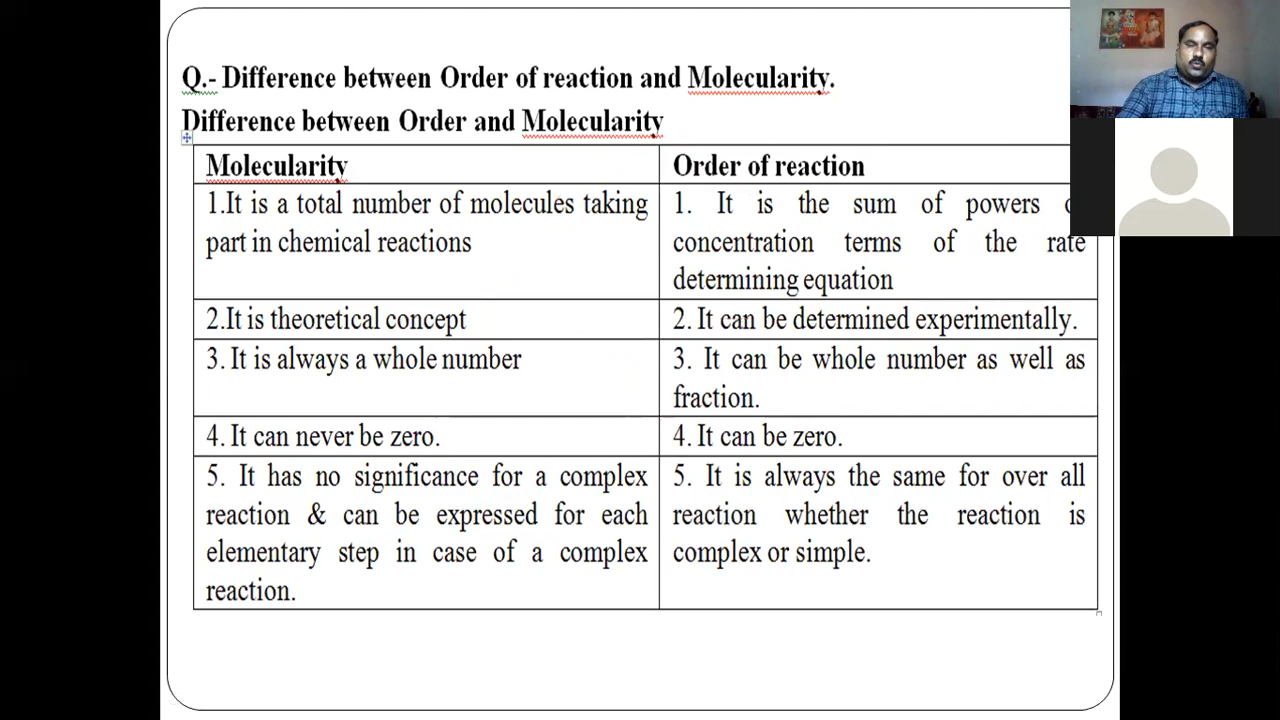 Q.- Difference between Order of reaction and Molecularity.
Difference between Order and Molecularity
Molecularity
Order of reaction
1.It is a total number of molecules taking
part in chemical reactions
1. It is the sum of powers
concentration terms of the rate
determining equation
2.It is theoretical concept
2. It can be determined experimentally.
3. It is always a whole number
3. It can be whole number as well as
fraction.
4. It can never be zero.
4. It can be zero.
5. It has no significance for a complex
reaction & can be expressed for each
elementary step in case of a complex
reaction.
5. It is always the same for over all
reaction whether the reaction is
complex or simple.